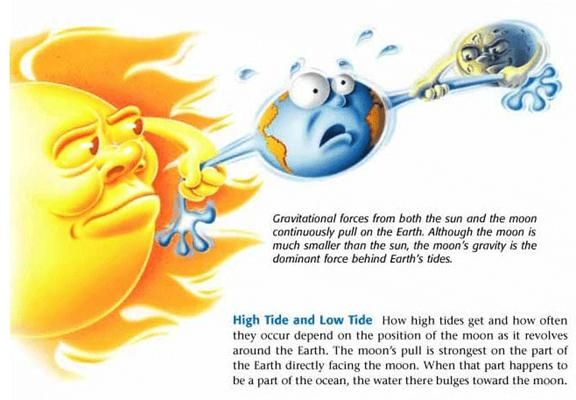 Gravitational forces from both the sun and the moon
continuously pull on the Earth. Although the moon is
much smaller than the sun, the moon's gravity is the
dominant force behind Earth's tides.
High Tide and Low Tide How high tides get and how often
they occur depend on the position of the moon as it revolves
around the Earth. The moon's pull is strongest on the part of
the Earth directly facing the moon. When that part happens to
be a part of the ocean, the water there bulges toward the moon.